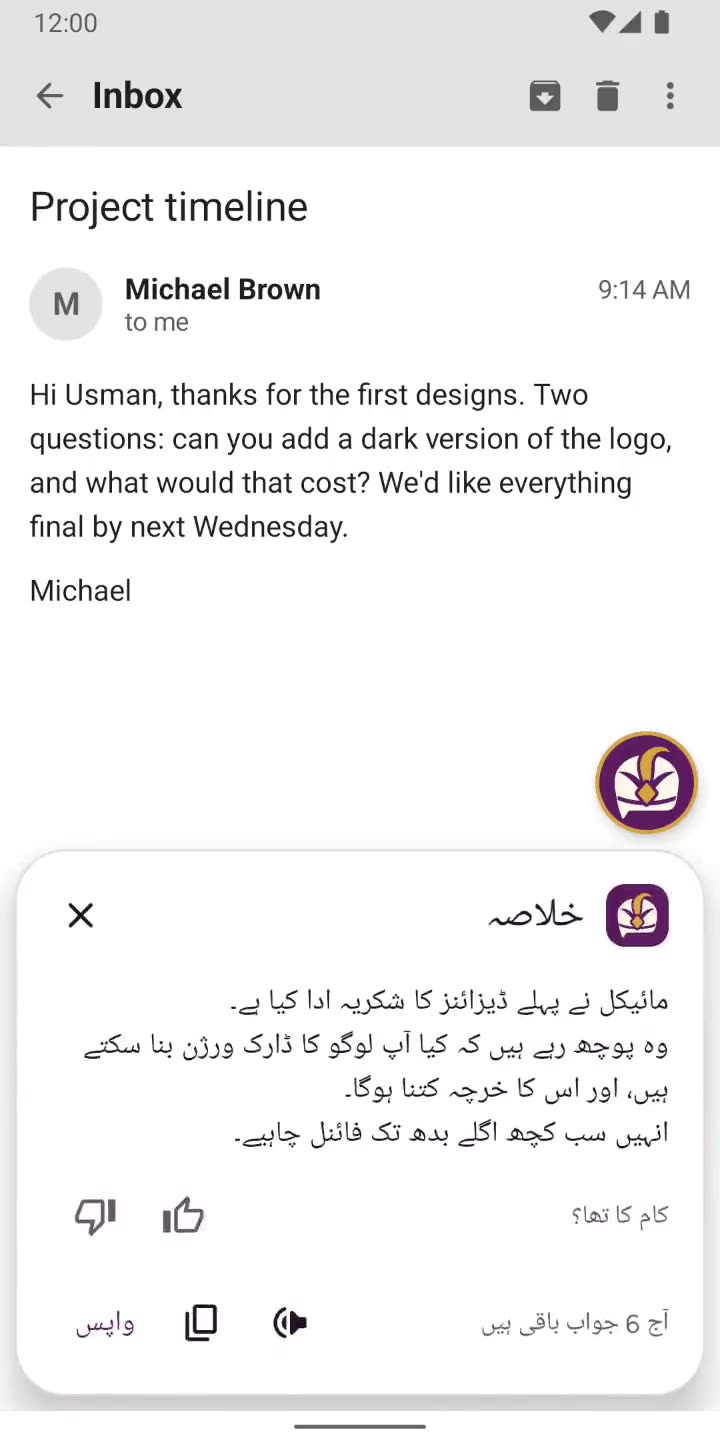 12:00
Inbox
Project timeline
M
Michael Brown
9:14 AM
to me
Hi Usman, thanks for the first designs. Two
questions: can you add a dark version of the logo,
and what would that cost? We'd like everything
final by next Wednesday.
Michael
خلاصہ
مائیکل نے پہلے ڈیزائنز کا شکریہ ادا کیا ہے۔
وہ پوچھ رہے ہیں کہ کیا آپ لوگو کا ڈارک ورژن بنا سکتے
ہیں، اور اس کا خرچہ کتنا ہوگا۔
انہیں سب کچھ اگلے بدھ تک فائنل چاہیے۔
کام کا تھا؟
آج 6 جواب باقی ہیں
واپس